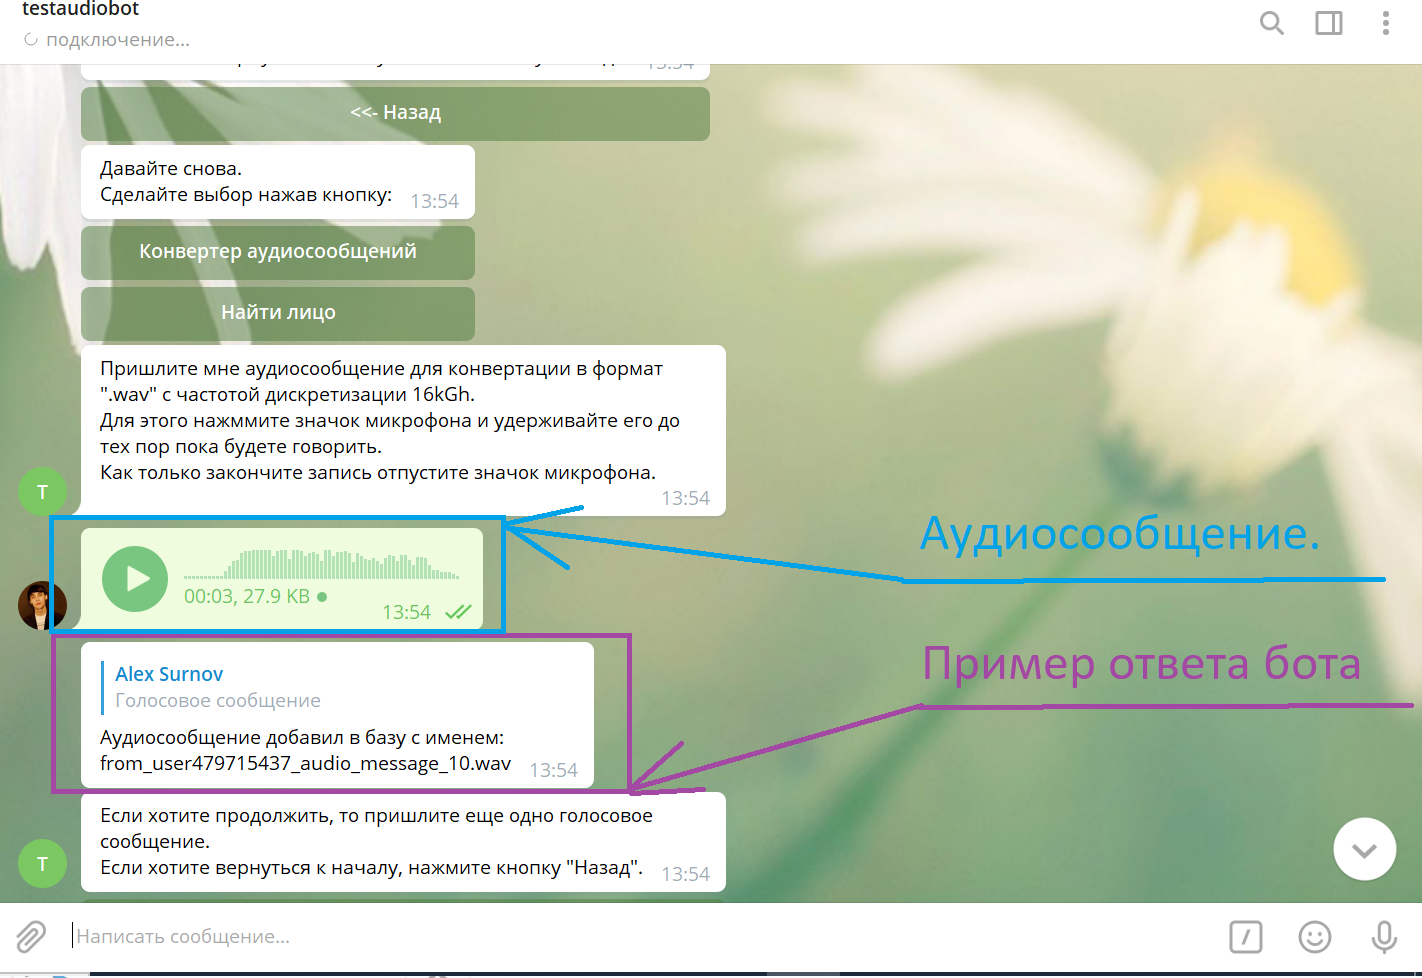 testaudiobot
подключение...
13:54
<<- Назад
Давайте снова.
Сделайте выбор нажав кнопку: 13:54
Конвертер аудиосообщений
Найти лицо
Пришлите мне аудиосообщение для конвертации в формат
".wav" с частотой дискретизации 16kGh.
Для этого нажммите значок микрофона и удерживайте его до
тех пор пока будете говорить.
Как только закончите запись отпустите значок микрофона.
13:54
T
Аудиосообщение.
00:03, 27.9 KB
13:54
Пример ответа бота
Alex Surnov
Голосовое сообщение
Аудиосообщение добавил в базу с именем:
from_user479715437_audio_message_10.wav 13:54
Если хотите продолжить, то пришлите еще одно голосовое
сообщение.
Если хотите вернуться к началу, нажмите кнопку "Назад". 13:54
T
Написать сообщение...